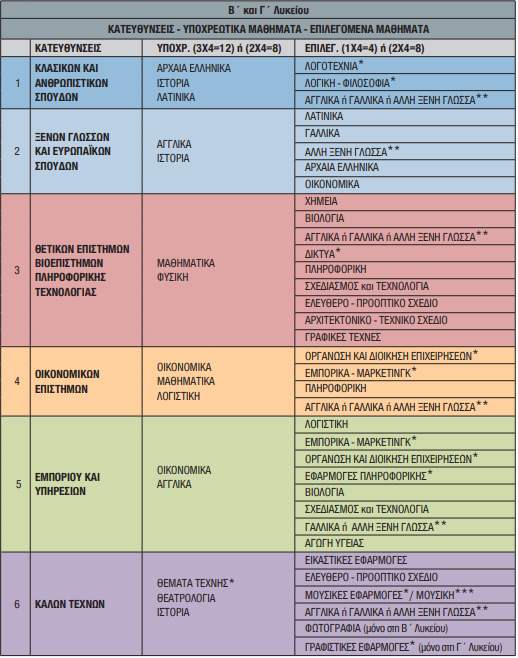 Β΄ και Γ΄ Λυκείου
ΚΑΤΕΥΘΥΝΣΕΙΣ - ΥΠΟΧΡΕΩΤΙΚΑ ΜΑΘΗΜΑΤΑ - ΕΠΙΛΕΓΟΜΕΝΑ ΜΑΘΗΜΑΤΑ
ΚΑΤΕΥΘΥΝΣΕΙΣ ΥΠΟΧΡ. (3Χ4=12) ή (2Χ4=8) ΕΠΙΛΕΓ. (1Χ4=4) ή (2Χ4=8)
1
ΚΛΑΣΙΚΩΝ ΚΑΙ
ΑΝΘΡΩΠΙΣΤΙΚΩΝ
ΣΠΟΥΔΩΝ
ΑΡΧΑΙΑ ΕΛΛΗΝΙΚΑ
ΙΣΤΟΡΙΑ
ΛΑΤΙΝΙΚΑ
ΛΟΓΟΤΕΧΝΙΑ*
ΛΟΓΙΚΗ - ΦΙΛΟΣΟΦΙΑ*
ΑΓΓΛΙΚΑ ή ΓΑΛΛΙΚΑ ή ΑΛΛΗ ΞΕΝΗ ΓΛΩΣΣΑ**
2
ΞΕΝΩΝ ΓΛΩΣΣΩΝ
ΚΑΙ ΕΥΡΩΠΑΪΚΩΝ
ΣΠΟΥΔΩΝ
ΑΓΓΛΙΚΑ
ΙΣΤΟΡΙΑ
ΛΑΤΙΝΙΚΑ
ΓΑΛΛΙΚΑ
ΑΛΛΗ ΞΕΝΗ ΓΛΩΣΣΑ**
ΑΡΧΑΙΑ ΕΛΛΗΝΙΚΑ
ΟΙΚΟΝΟΜΙΚΑ
3
ΘΕΤΙΚΩΝ ΕΠΙΣΤΗΜΩΝ
ΒΙΟΕΠΙΣΤΗΜΩΝ
ΠΛΗΡΟΦΟΡΙΚΗΣ
ΤΕΧΝΟΛΟΓΙΑΣ
ΜΑΘΗΜΑΤΙΚΑ
ΦΥΣΙΚΗ
ΧΗΜΕΙΑ
ΒΙΟΛΟΓΙΑ
ΑΓΓΛΙΚΑ ή ΓΑΛΛΙΚΑ ή ΑΛΛΗ ΞΕΝΗ ΓΛΩΣΣΑ**
ΔΙΚΤΥΑ*
ΠΛΗΡΟΦΟΡΙΚΗ
ΣΧΕΔΙΑΣΜΟΣ και ΤΕΧΝΟΛΟΓΙΑ
ΕΛΕΥΘΕΡΟ - ΠΡΟΟΠΤΙΚΟ ΣΧΕΔΙΟ
ΑΡΧΙΤΕΚΤΟΝΙΚΟ - ΤΕΧΝΙΚΟ ΣΧΕΔΙΟ
ΓΡΑΦΙΚΕΣ ΤΕΧΝΕΣ
4
ΟΙΚΟΝΟΜΙΚΩΝ
ΕΠΙΣΤΗΜΩΝ
ΟΙΚΟΝΟΜΙΚΑ
ΜΑΘΗΜΑΤΙΚΑ
ΛΟΓΙΣΤΙΚΗ
ΟΡΓΑΝΩΣΗ ΚΑΙ ΔΙΟΙΚΗΣΗ ΕΠΙΧΕΙΡΗΣΕΩΝ*
ΕΜΠΟΡΙΚΑ - ΜΑΡΚΕΤΙΝΓΚ*
ΠΛΗΡΟΦΟΡΙΚΗ
ΑΓΓΛΙΚΑ ή ΓΑΛΛΙΚΑ ή ΑΛΛΗ ΞΕΝΗ ΓΛΩΣΣΑ**
5
ΕΜΠΟΡΙΟΥ ΚΑΙ
ΥΠΗΡΕΣΙΩΝ
ΟΙΚΟΝΟΜΙΚΑ
ΑΓΓΛΙΚΑ
ΛΟΓΙΣΤΙΚΗ
ΕΜΠΟΡΙΚΑ - ΜΑΡΚΕΤΙΝΓΚ*
ΟΡΓΑΝΩΣΗ ΚΑΙ ΔΙΟΙΚΗΣΗ ΕΠΙΧΕΙΡΗΣΕΩΝ*
ΕΦΑΡΜΟΓΕΣ ΠΛΗΡΟΦΟΡΙΚΗΣ*
ΒΙΟΛΟΓΙΑ
ΣΧΕΔΙΑΣΜΟΣ και ΤΕΧΝΟΛΟΓΙΑ
ΓΑΛΛΙΚΑ ή ΑΛΛΗ ΞΕΝΗ ΓΛΩΣΣΑ**
ΑΓΩΓΗ ΥΓΕΙΑΣ
6
ΚΑΛΩΝ ΤΕΧΝΩΝ
ΘΕΜΑΤΑ ΤΕΧΝΗΣ*
ΘΕΑΤΡΟΛΟΓΙΑ
ΙΣΤΟΡΙΑ
ΕΙΚΑΣΤΙΚΕΣ ΕΦΑΡΜΟΓΕΣ
ΕΛΕΥΘΕΡΟ - ΠΡΟΟΠΤΙΚΟ ΣΧΕΔΙΟ
ΜΟΥΣΙΚΕΣ ΕΦΑΡΜΟΓΕΣ*/ ΜΟΥΣΙΚΗ***
ΑΓΓΛΙΚΑ ή ΓΑΛΛΙΚΑ ή ΑΛΛΗ ΞΕΝΗ ΓΛΩΣΣΑ**
ΦΩΤΟΓΡΑΦΙΑ (μόνο στη Β΄ Λυκείου)
ΓΡΑΦΙΣΤΙΚΕΣ ΕΦΑΡΜΟΓΕΣ* (μόνο στη Γ΄ Λυκείου)